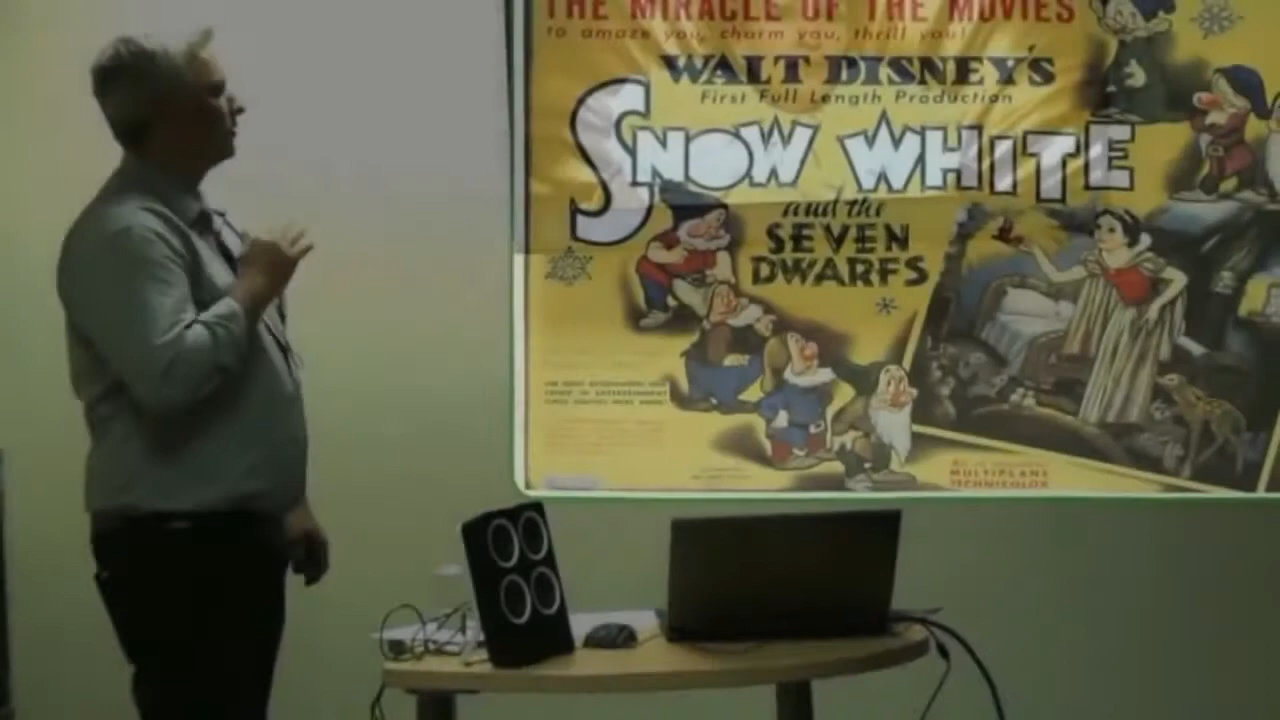 THE MIRACLE OF THE MOVIES
to amaze you, charm you, thrill you!
WALT DISNEY'S
First Full Length Production
SNOW WHITE
and the
SEVEN
DWARFS
MULTIPLANE
TECHNICOLOR